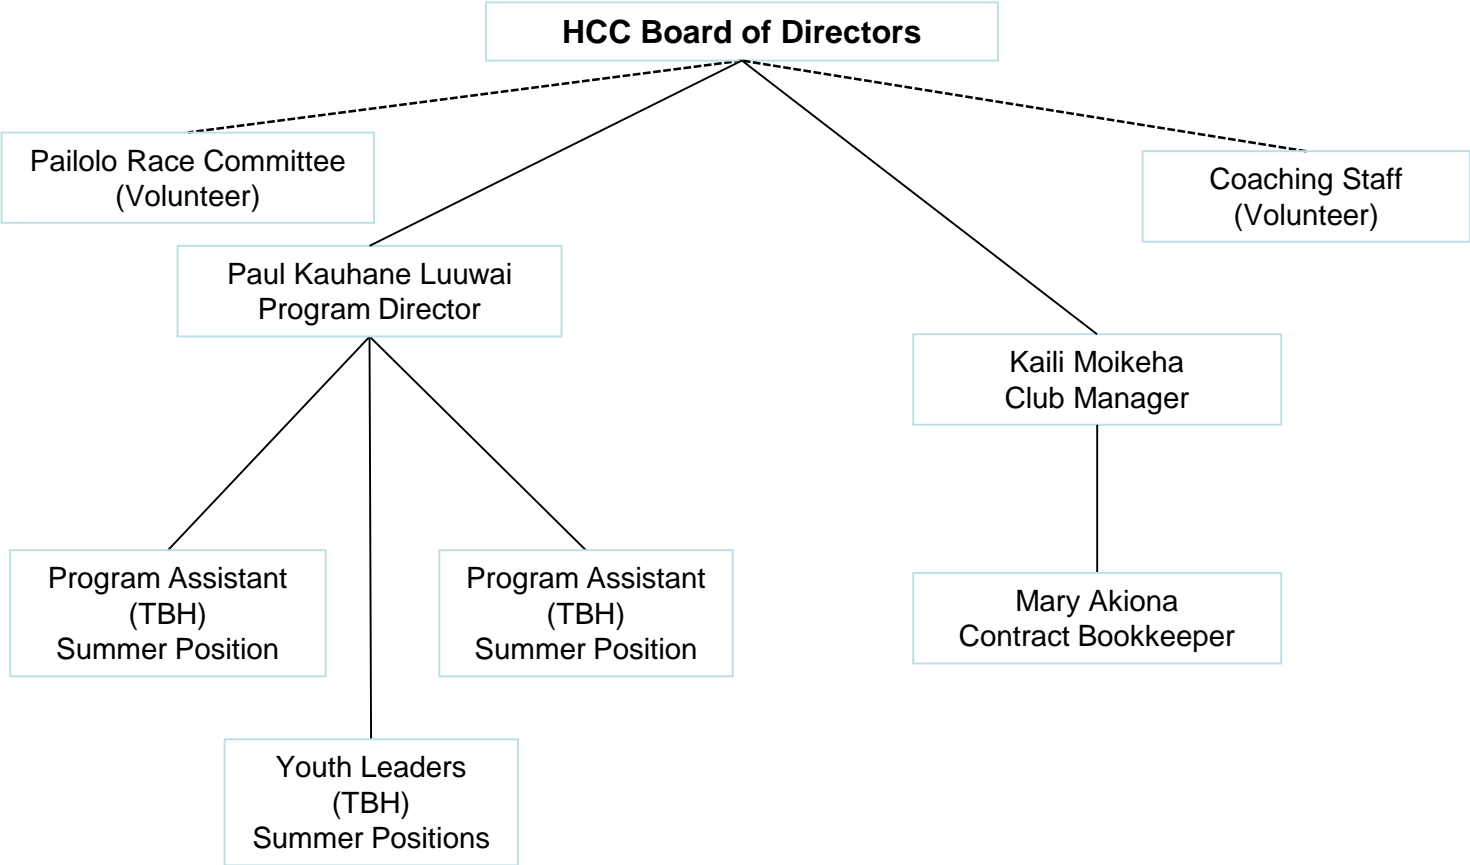 HCC Board of Directors
Pailolo Race Committee
(Volunteer)
Coaching Staff
(Volunteer)
Paul Kauhane Luuwai
Program Director
Kaili Moikeha
Club Manager
Program Assistant
(TBH)
Summer Position
Program Assistant
(TBH)
Summer Position
Mary Akiona
Contract Bookkeeper
Youth Leaders
(TBH)
Summer Positions